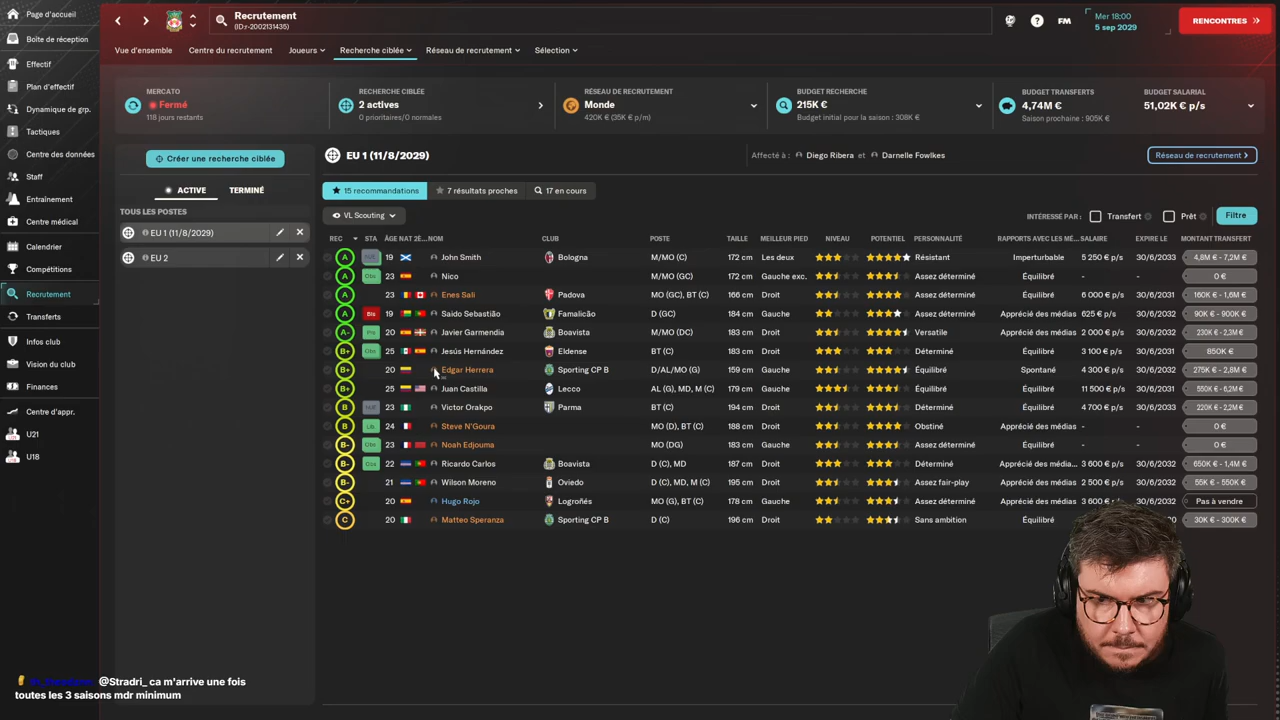 Page d'accueil
Boîte de réception
Effectif
Plan d'effectif
Dynamique de grp.
Tactiques
Centre des données
Staff
Entraînement
Centre médical
Calendrier
Compétitions
Recrutement
Transferts
Infos club
Vision du club
Finances
Centre d'appr.
U21
U18
Recrutement
(ID:r-2002131435)
FM
Mer 18:00
5 sep 2029
RENCONTRES
Vue d'ensemble
Centre du recrutement
Joueurs
Recherche ciblée
Réseau de recrutement
Sélection
MERCATO
Fermé
118 jours restants
RECHERCHE CIBLÉE
2 actives
0 prioritaires/0 normales
RÉSEAU DE RECRUTEMENT
Monde
420K € (35K € p/m)
BUDGET RECHERCHE
215K €
Budget initial pour la saison : 308K €
BUDGET TRANSFERTS
4,74M €
Saison prochaine : 905K €
BUDGET SALARIAL
51,02K € p/s
Créer une recherche ciblée
ACTIVE TERMINÉ
TOUS LES POSTES
EU 1 (11/8/2029)
EU 2
EU 1 (11/8/2029)
Affecté à : Diego Ribera et Darnelle Fowlkes
Réseau de recrutement
15 recommandations 7 résultats proches 17 en cours
VL Scouting
INTÉRESSÉ PAR : Transfert Prêt Filtre
REC STA ÂGE NAT 2È... NOM CLUB POSTE TAILLE MEILLEUR PIED NIVEAU POTENTIEL PERSONNALITÉ RAPPORTS AVEC LES MÉ... SALAIRE EXPIRE LE MONTANT TRANSFERT
A 19 John Smith Bologna M/MO (C) 172 cm Les deux Résistant Imperturbable 5 250 € p/s 30/6/2033 4,8M € - 7,2M €
A 23 Nico M/MO (GC) 172 cm Gauche exc. Assez déterminé Équilibré - - 0 €
A 23 Enes Sali Padova MO (GC), BT (C) 166 cm Droit Assez déterminé Équilibré 6 000 € p/s 30/6/2031 160K € - 1,6M €
A 19 Saido Sebastião Famalicão D (GC) 184 cm Gauche Assez déterminé Apprécié des médias 625 € p/s 30/6/2031 90K € - 900K €
A- 20 Javier Garmendia Boavista M/MO (DC) 183 cm Droit Versatile Apprécié des médias 2 000 € p/s 30/6/2032 230K € - 2,3M €
B+ 25 Jesús Hernández Eldense BT (C) 183 cm Droit Déterminé Équilibré 3 100 € p/s 30/6/2031 850K €
B+ 20 Edgar Herrera Sporting CP B D/AL/MO (G) 159 cm Gauche Équilibré Spontané 4 300 € p/s 30/6/2032 275K € - 2,8M €
B+ 25 Juan Castilla Lecco AL (G), MD, M (C) 171 cm Gauche Équilibré Équilibré 11 500 € p/s 30/6/2031 550K € - 6,2M €
B 23 Victor Orakpo Parma BT (C) 194 cm Droit Déterminé Équilibré 4 700 € p/s 30/6/2033 220K € - 2,2M €
B 24 Steve N'Goura MO (D), BT (C) 188 cm Droit Obstiné Apprécié des médias - - 0 €
B- 23 Noah Edjouma MO (DG) 183 cm Gauche Assez déterminé Apprécié des médias - - 0 €
B- 22 Ricardo Carlos Boavista D (C), MD 187 cm Droit Déterminé Apprécié des média... 3 600 € p/s 30/6/2032 650K € - 1,4M €
B- 21 Wilson Moreno Oviedo D (C), MD, M (C) 195 cm Droit Assez fair-play Apprécié des médias 2 500 € p/s 30/6/2032 55K € - 550K €
C+ 20 Hugo Rojo Logroñés MO (G), BT (C) 178 cm Gauche Assez déterminé Apprécié des médias 3 600 € p/s 30/6/2032 Pas à vendre
C 20 Matteo Speranza Sporting CP B D (C) 196 cm Droit Sans ambition Équilibré 30K € - 300K €
@Stradri_ ca m'arrive une fois
toutes les 3 saisons mdr minimum